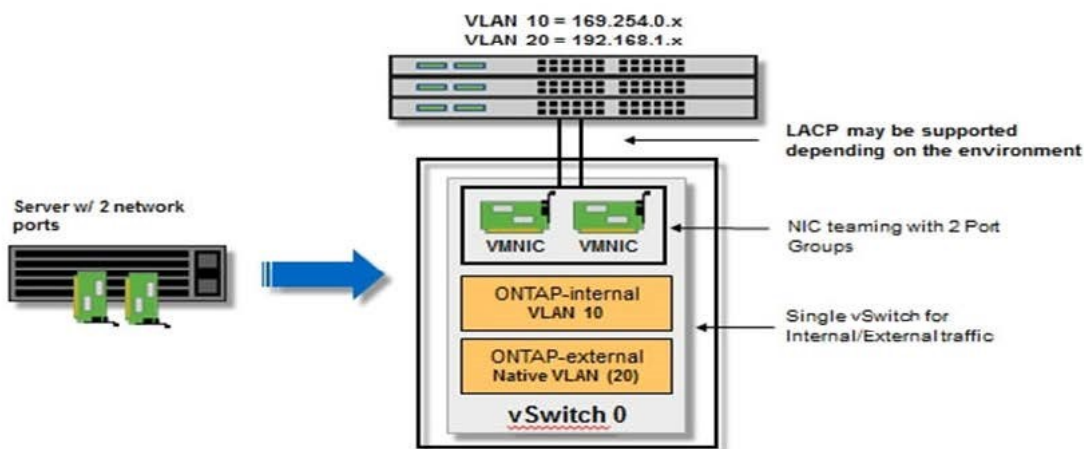 VLAN 10 = 169.254.0.x
VLAN 20 = 192.168.1.x
LACP may be supported
depending on the environment
Server w/ 2 network
ports
VMNIC
VMNIC
NIC teaming with 2 Port
Groups
ONTAP-internal
VLAN 10
ONTAP-external
Native VLAN (20)
Single vSwitch for
Internal/External traffic
vSwitch 0